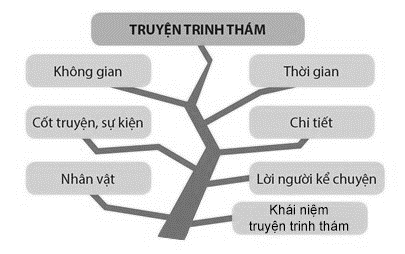 TRUYỆN TRINH THÁM
Không gian
Thời gian
Cốt truyện, sự kiện
Chi tiết
Nhân vật
Lời người kể chuyện
Khái niệm
truyện trinh thám